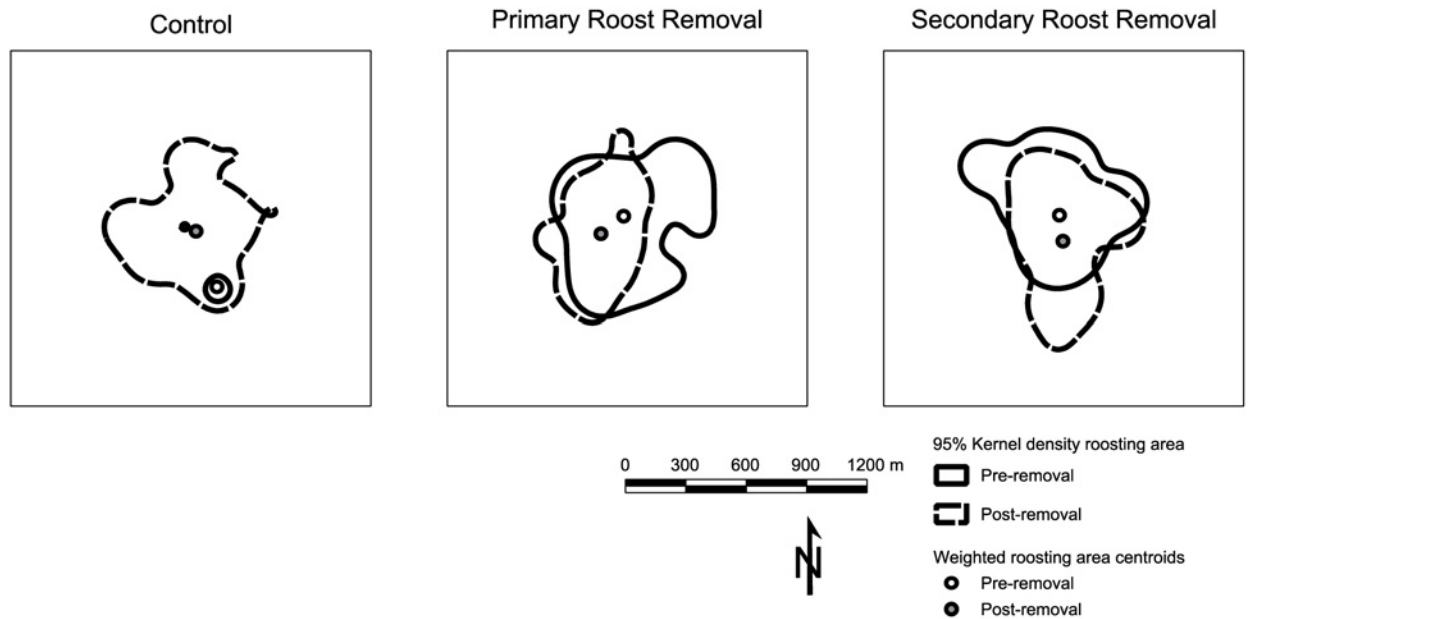 Control
Primary Roost Removal
Secondary Roost Removal
0 300 600 900 1200 m
N
95% Kernel density roosting area
Pre-removal
Post-removal
Weighted roosting area centroids
Pre-removal
Post-removal